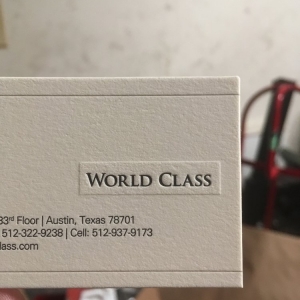 WORLD CLASS
33rd Floor | Austin, Texas 78701
512-322-9238 | Cell: 512-937-9173
lass.com